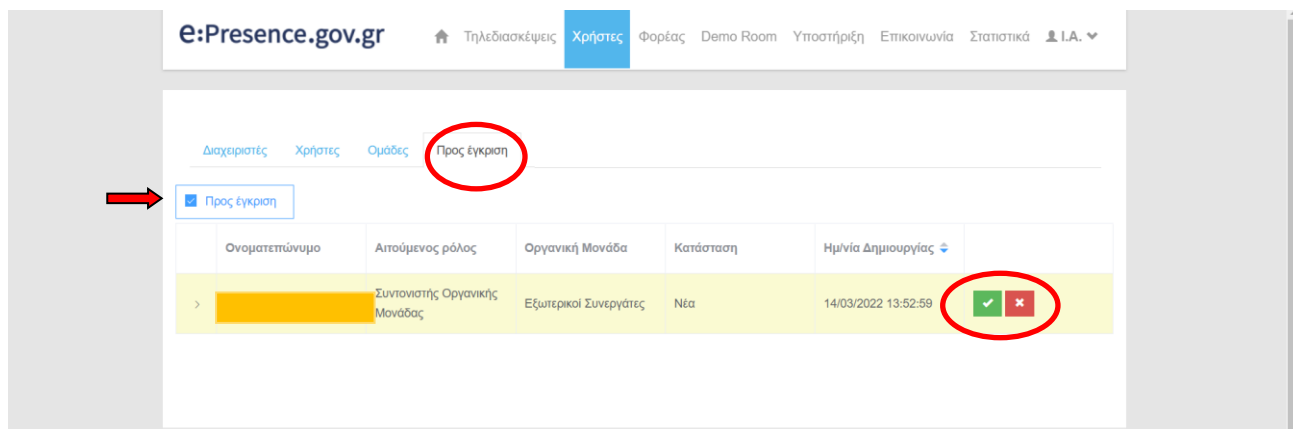 e:Presence.gov.gr Τηλεδιασκέψεις Χρήστες Φορέας Demo Room Υποστήριξη Επικοινωνία Στατιστικά I.A.
Διαχειριστές Χρήστες Ομάδες Προς έγκριση
Προς έγκριση
Ονοματεπώνυμο Αιτούμενος ρόλος Οργανική Μονάδα Κατάσταση Ημ/νία Δημιουργίας
Συντονιστής Οργανικής
Μονάδας
Εξωτερικοί Συνεργάτες Νέα 14/03/2022 13:52:59